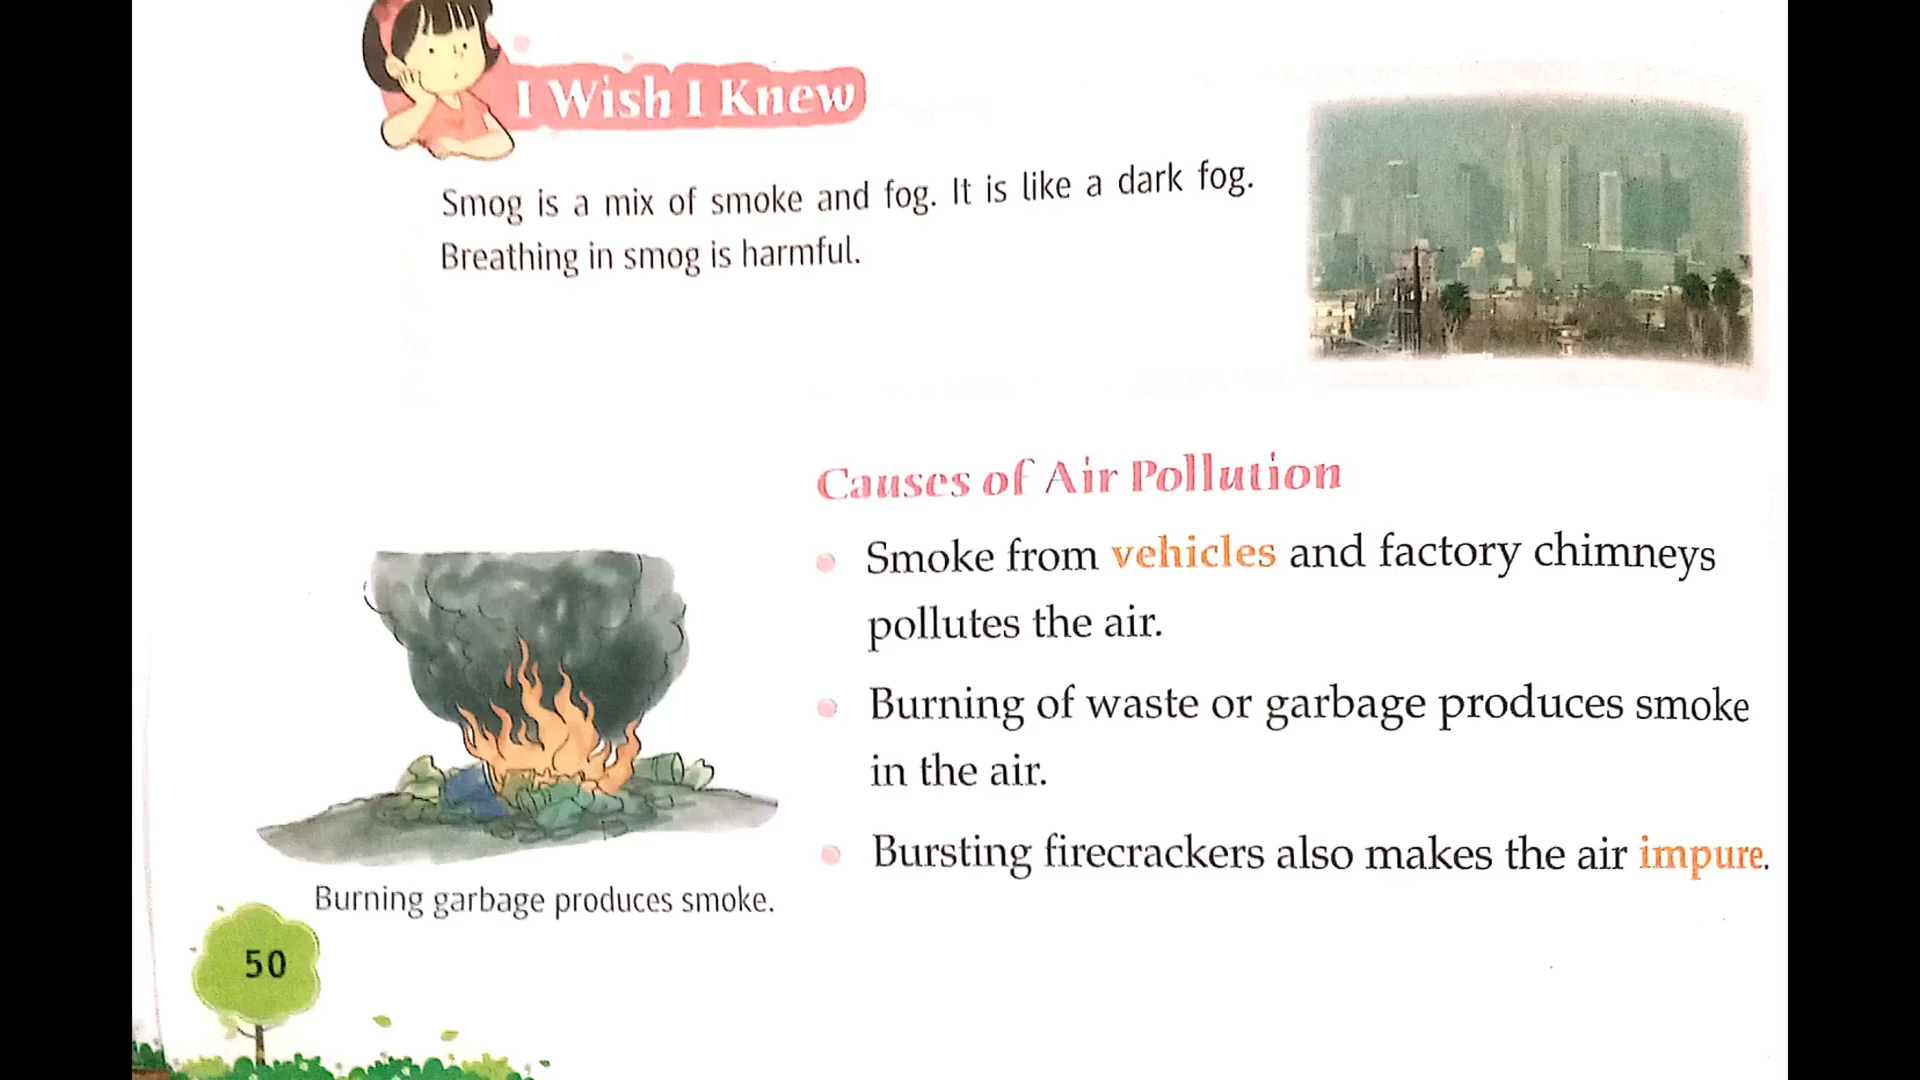 I Wish I Knew
Smog is a mix of smoke and fog. It is like a dark fog.
Breathing in smog is harmful.
Causes of Air Pollution
Smoke from vehicles and factory chimneys
pollutes the air.
Burning of waste or garbage produces smoke
in the air.
Bursting firecrackers also makes the air impure.
Burning garbage produces smoke.
50